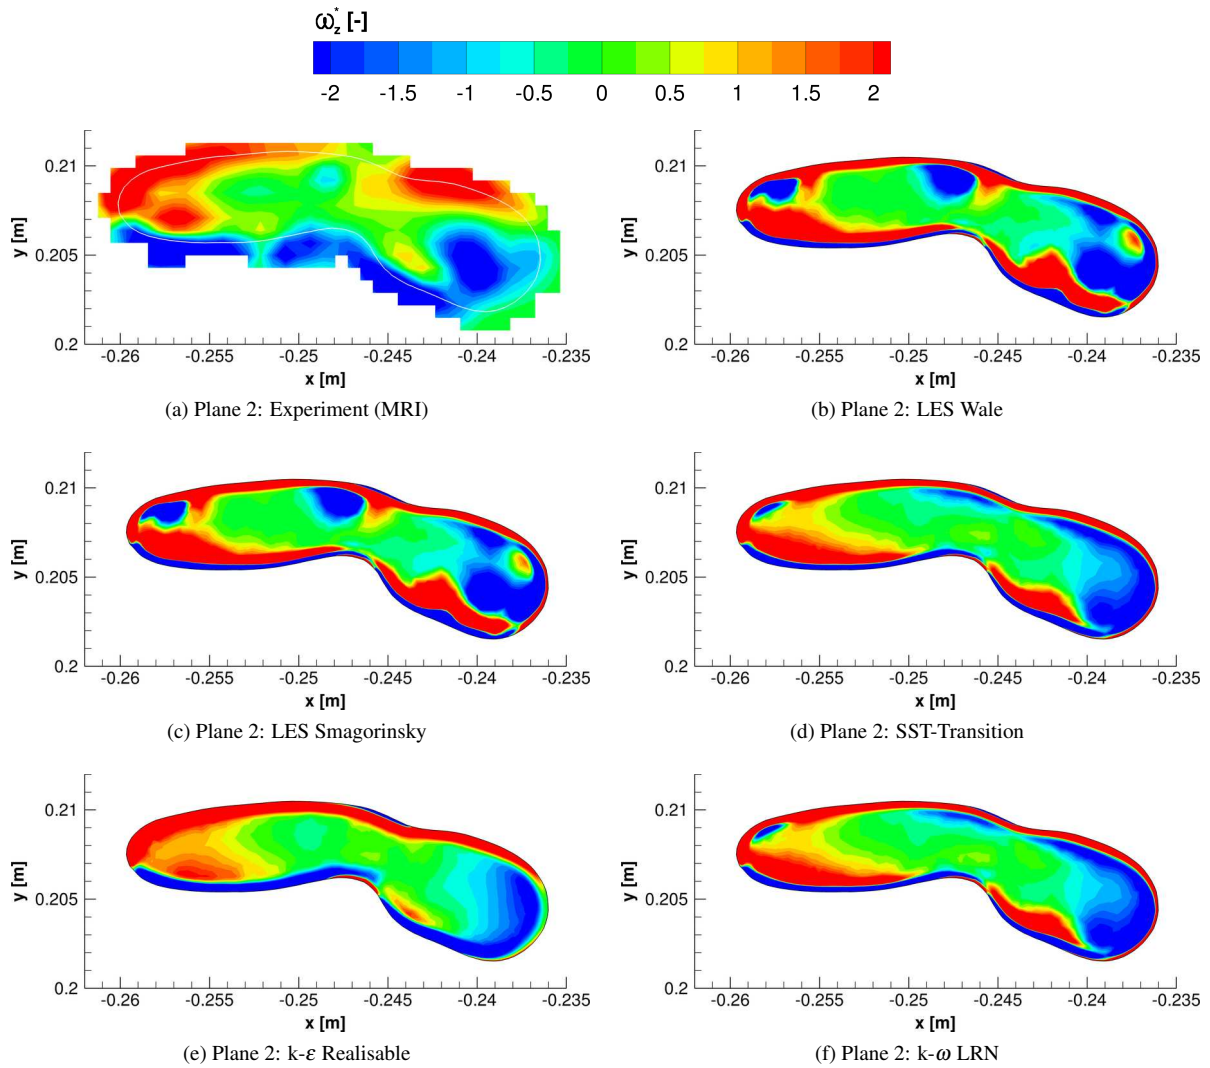 ω*z [-]
-2 -1.5 -1 -0.5 0 0.5 1 1.5 2
0.21
0.205
0.2
y [m]
-0.26 -0.255 -0.25 -0.245 -0.24 -0.235
x [m]
(a) Plane 2: Experiment (MRI)
0.21
0.205
0.2
y [m]
-0.26 -0.255 -0.25 -0.245 -0.24 -0.235
x [m]
(b) Plane 2: LES Wale
0.21
0.205
0.2
y [m]
-0.26 -0.255 -0.25 -0.245 -0.24 -0.235
x [m]
(c) Plane 2: LES Smagorinsky
0.21
0.205
0.2
y [m]
-0.26 -0.255 -0.25 -0.245 -0.24 -0.235
x [m]
(d) Plane 2: SST-Transition
0.21
0.205
0.2
y [m]
-0.26 -0.255 -0.25 -0.245 -0.24 -0.235
x [m]
(e) Plane 2: k-ε Realisable
0.21
0.205
0.2
y [m]
-0.26 -0.255 -0.25 -0.245 -0.24 -0.235
x [m]
(f) Plane 2: k-ω LRN